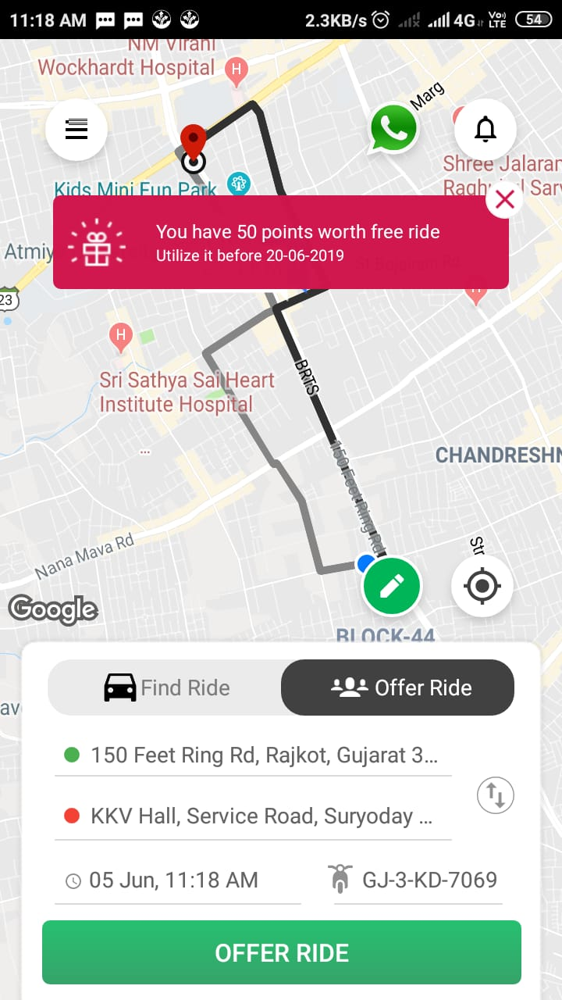 11:18 AM
2.3KB/s 4G Vo) LTE 54
NM Virani
Wockhardt Hospital
H
Marg
Shree Jalaram
Kids Mini Fun Park
You have 50 points worth free ride
Utilize it before 20-06-2019
Atmiy
23
H
H
BRTS
Sri Sathya Sai Heart
Institute Hospital
150 Feet Ring Rd
CHANDRESHN
Nana Mava Rd
Str
Google
BLOCK-44
Find Ride
Offer Ride
av
150 Feet Ring Rd, Rajkot, Gujarat 3...
KKV Hall, Service Road, Suryoday ...
05 Jun, 11:18 AM
GJ-3-KD-7069
OFFER RIDE